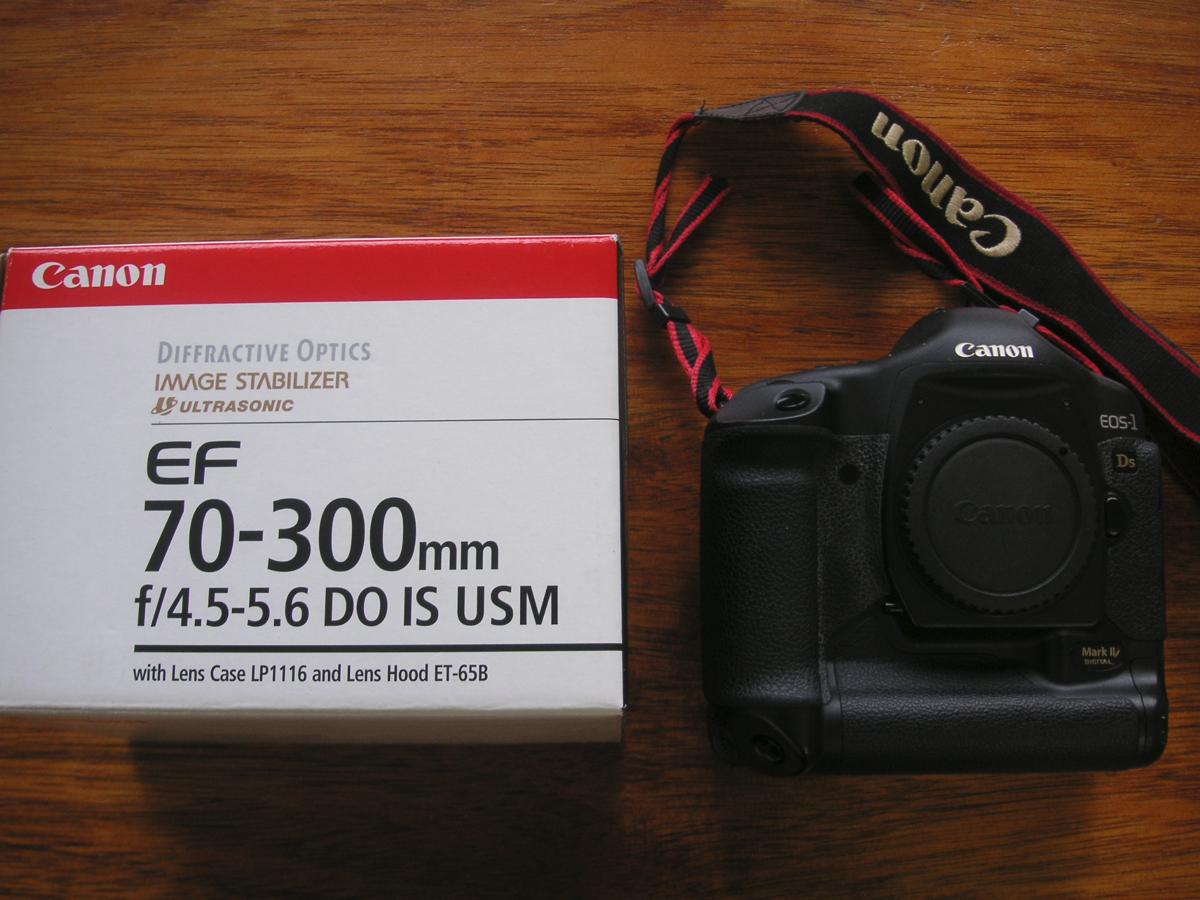 Canon
DIFFRACTIVE OPTICS
IMAGE STABILIZER
ULTRASONIC
EF
70-300mm
f/4.5-5.6 DO IS USM
with Lens Case LP1116 and Lens Hood ET-65B
Canon
Canon
EOS-1
Ds
Canon
Mark II
DIGITAL